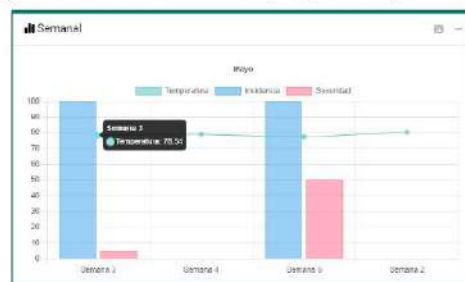 Semanal
Mayo
Temperatura Incidencia Severidad
100
90
80
70
60
50
40
30
20
10
0
Semana 3
Temperatura: 78.54
Semana 3 Semana 4 Semana 5 Semana 2